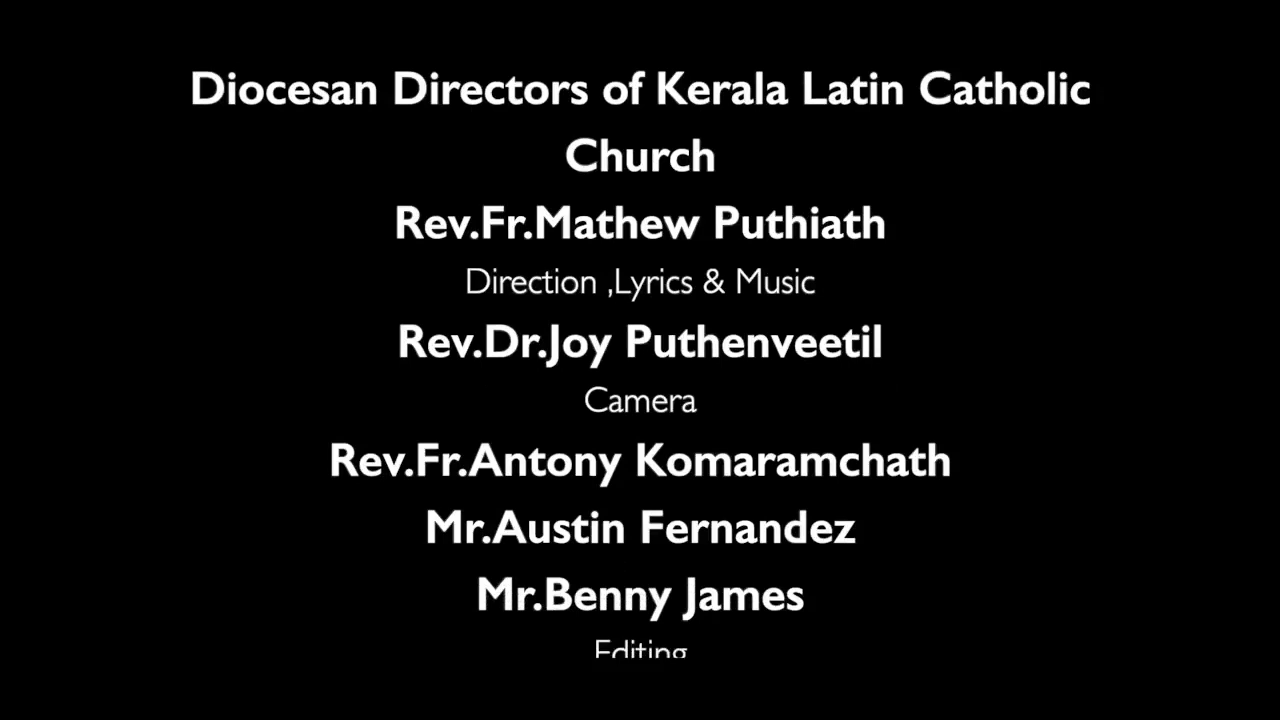 Diocesan Directors of Kerala Latin Catholic
Church
Rev.Fr.Mathew Puthiath
Direction ,Lyrics & Music
Rev.Dr.Joy Puthenveetil
Camera
Rev.Fr.Antony Komaramchath
Mr.Austin Fernandez
Mr.Benny James
Editing